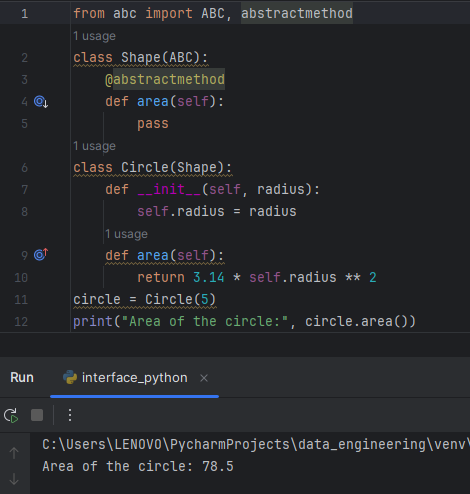 1 from abc import ABC, abstractmethod
1 usage
2 class Shape(ABC):
3     @abstractmethod
4     def area(self):
5         pass
1 usage
6 class Circle(Shape):
7     def __init__(self, radius):
8         self.radius = radius
1 usage
9     def area(self):
10         return 3.14 * self.radius ** 2
11 circle = Circle(5)
12 print("Area of the circle:", circle.area())
Run interface_python ×
C:\Users\LENOVO\PycharmProjects\data_engineering\venv\
Area of the circle: 78.5